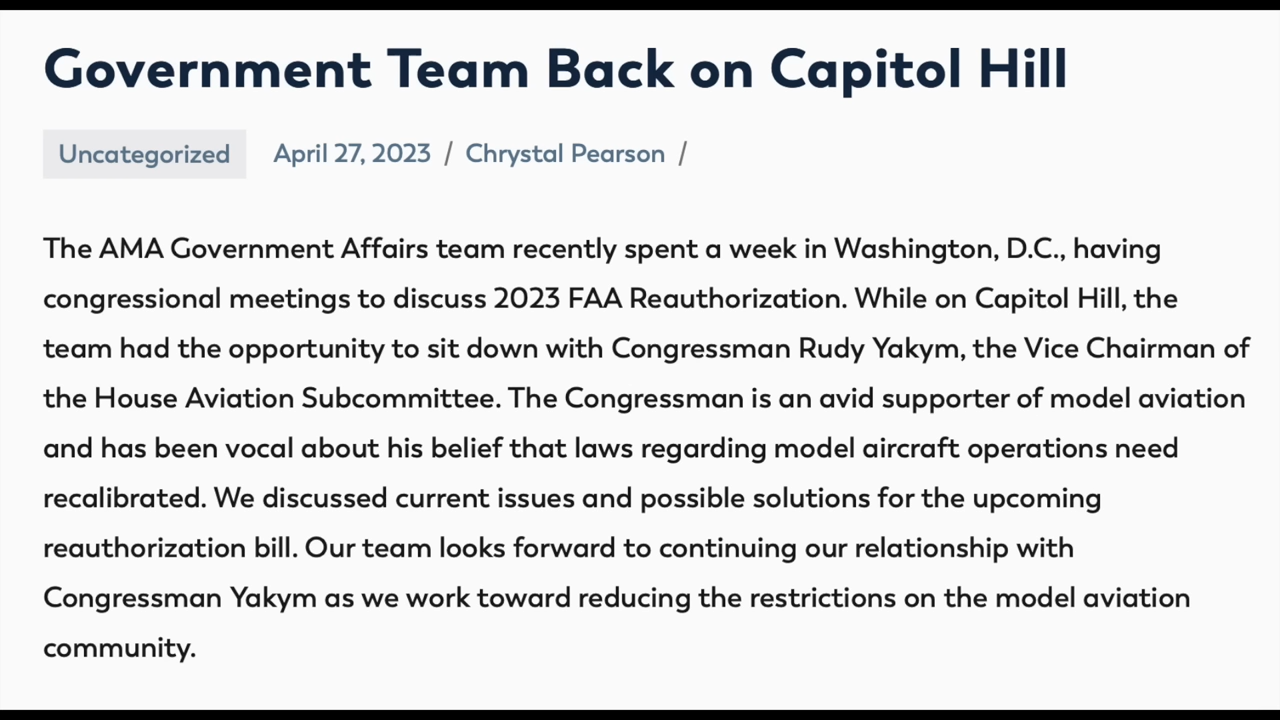 Government Team Back on Capitol Hill
Uncategorized April 27, 2023 / Chrystal Pearson /
The AMA Government Affairs team recently spent a week in Washington, D.C., having
congressional meetings to discuss 2023 FAA Reauthorization. While on Capitol Hill, the
team had the opportunity to sit down with Congressman Rudy Yakym, the Vice Chairman of
the House Aviation Subcommittee. The Congressman is an avid supporter of model aviation
and has been vocal about his belief that laws regarding model aircraft operations need
recalibrated. We discussed current issues and possible solutions for the upcoming
reauthorization bill. Our team looks forward to continuing our relationship with
Congressman Yakym as we work toward reducing the restrictions on the model aviation
community.